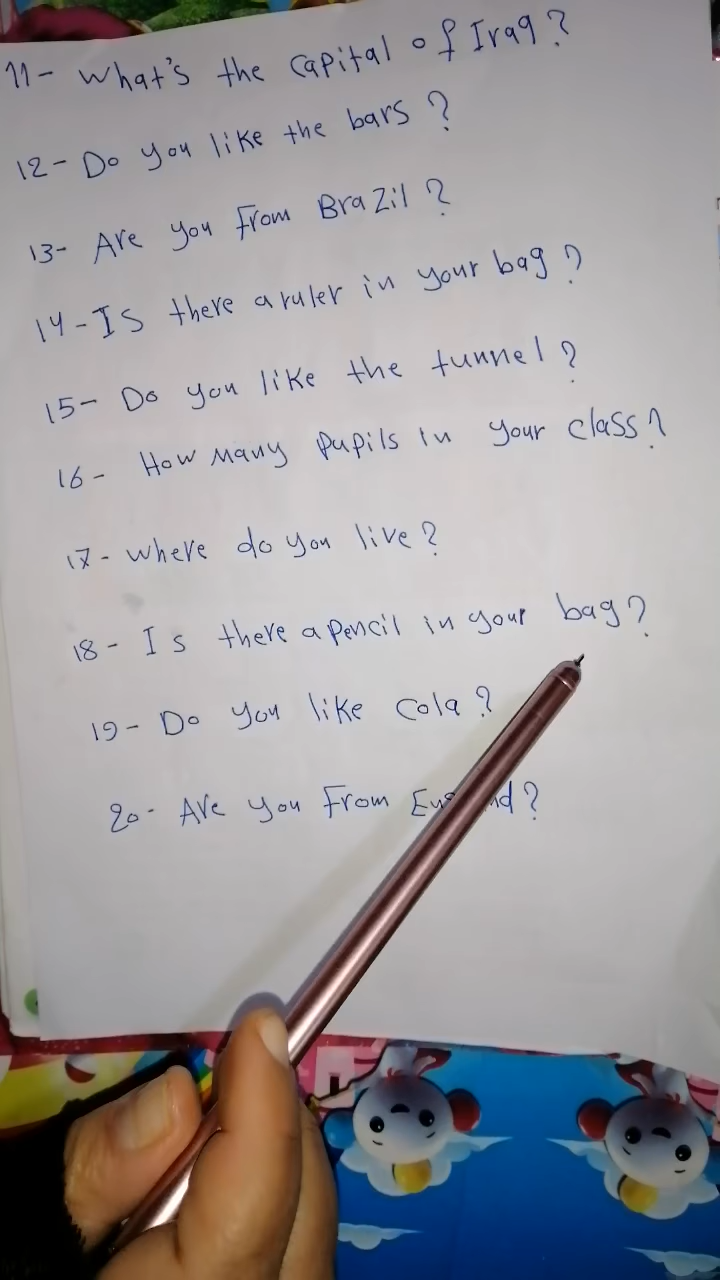 11- What's the capital of Iraq?
12- Do you like the bars?
13- Are you from Brazil?
14- Is there a ruler in your bag?
15- Do you like the tunnel?
16- How many pupils in your class?
17- where do you live?
18- Is there a pencil in your bag?
19- Do you like cola?
20- Are you from?